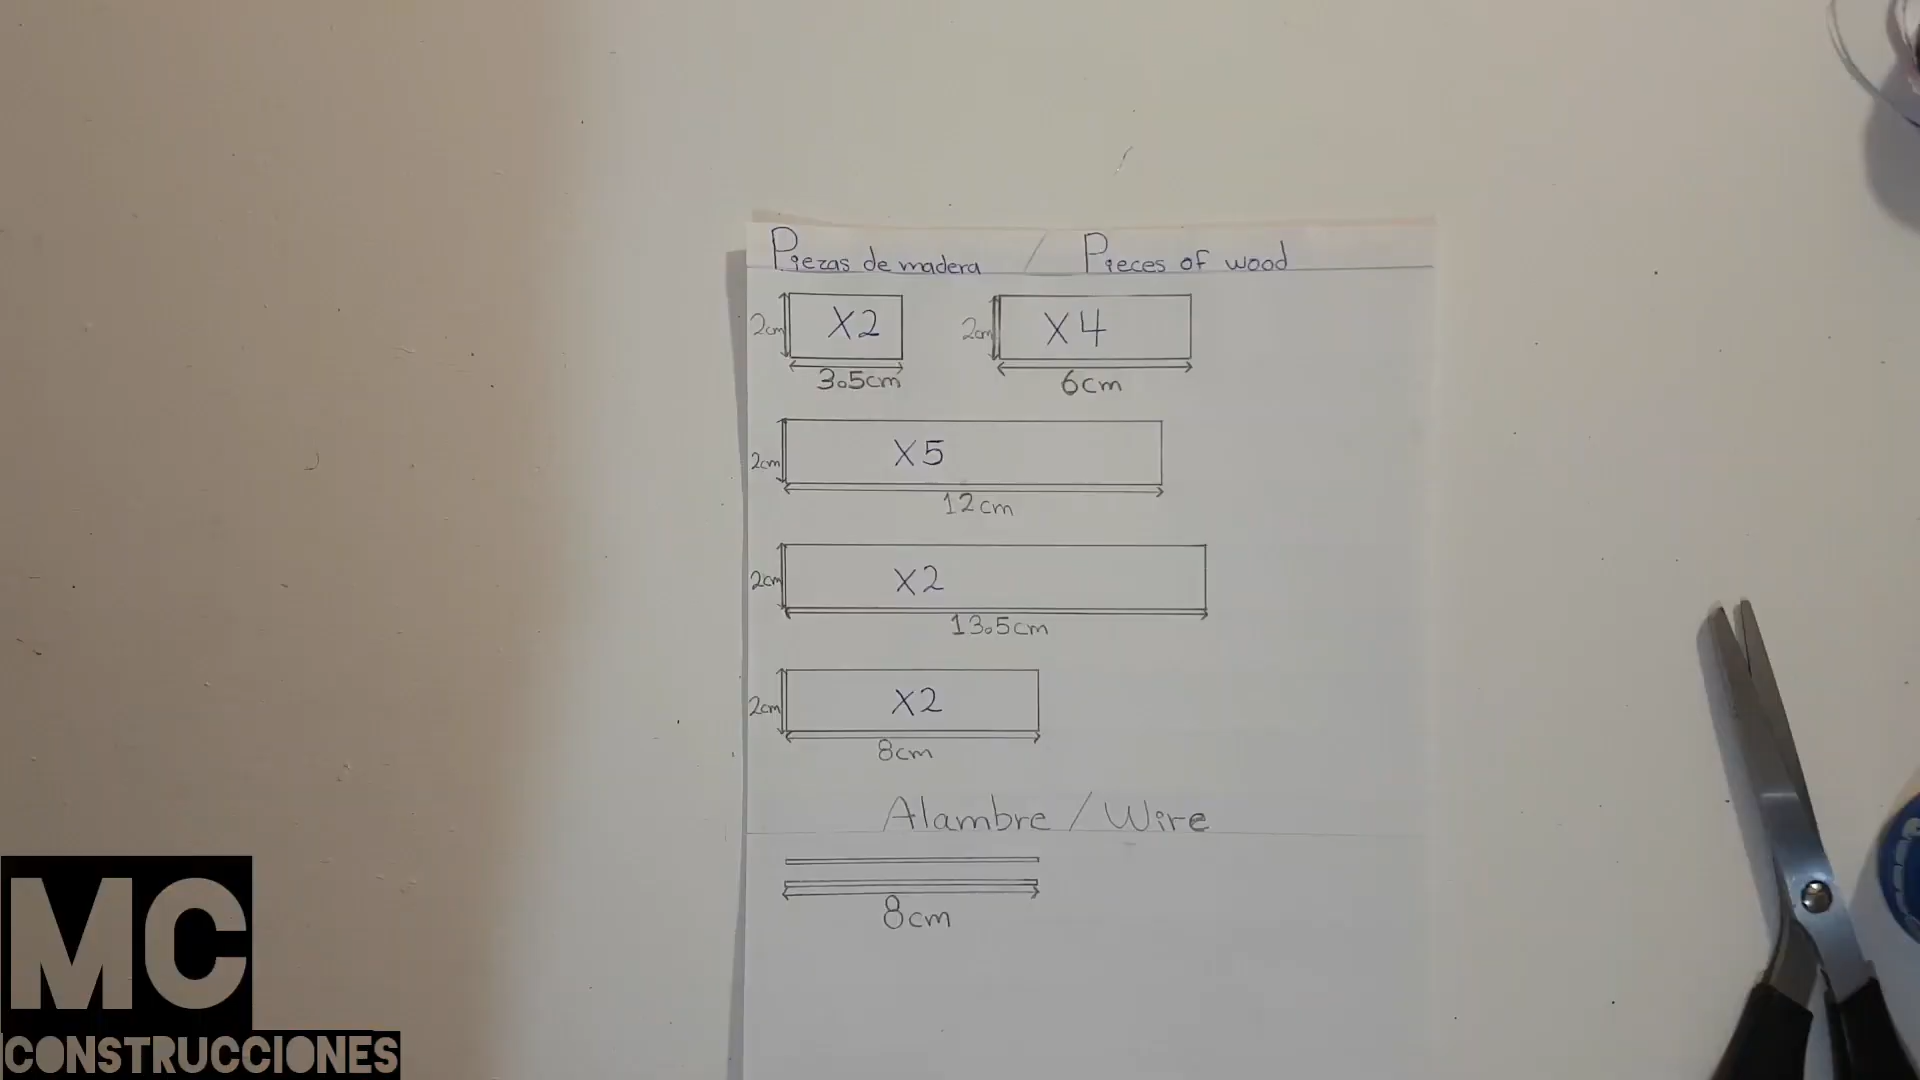 Piezas de madera / Pieces of wood
2cm X2 2cm X4
3.5cm 6cm
2cm X5
12cm
2cm X2
13.5cm
2cm X2
8cm
Alambre / Wire
8cm
MC
CONSTRUCCIONES